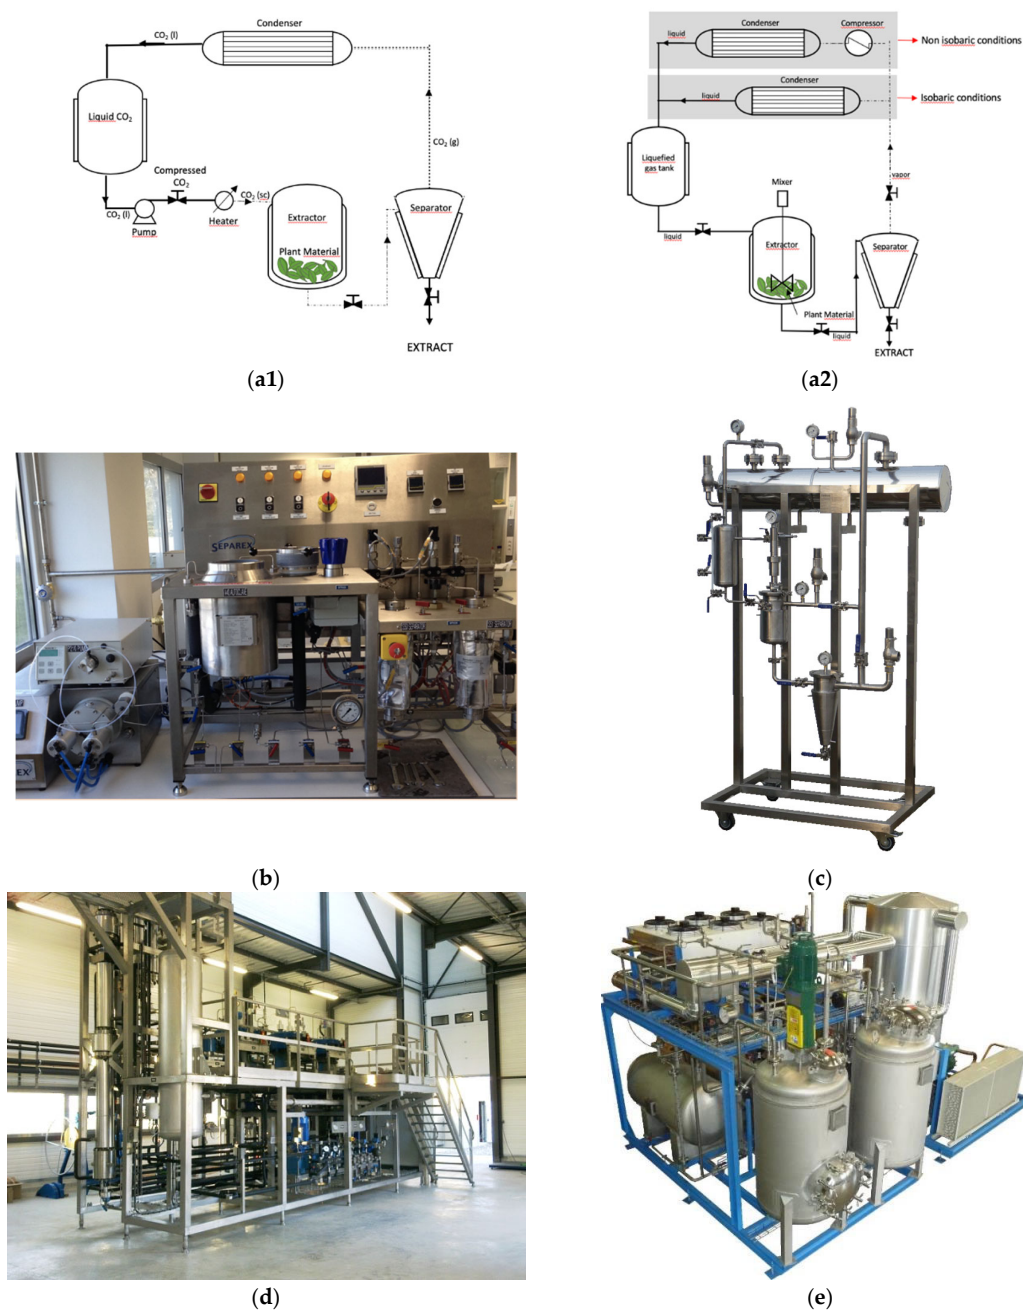 Condenser
CO2 (l)
Liquid CO2
CO2 (g)
Compressed
CO2
CO2 (l)
Pump
Heater
CO2 (sc)
Extractor
Plant Material
Separator
EXTRACT
(a1)
Condenser
Compressor
liquid
Non isobaric conditions
Condenser
liquid
Isobaric conditions
Liquefied
gas tank
vapor
Mixer
liquid
Extractor
Separator
Plant Material
liquid
EXTRACT
(a2)
SEPAREX
(b)
(c)
(d)
(e)